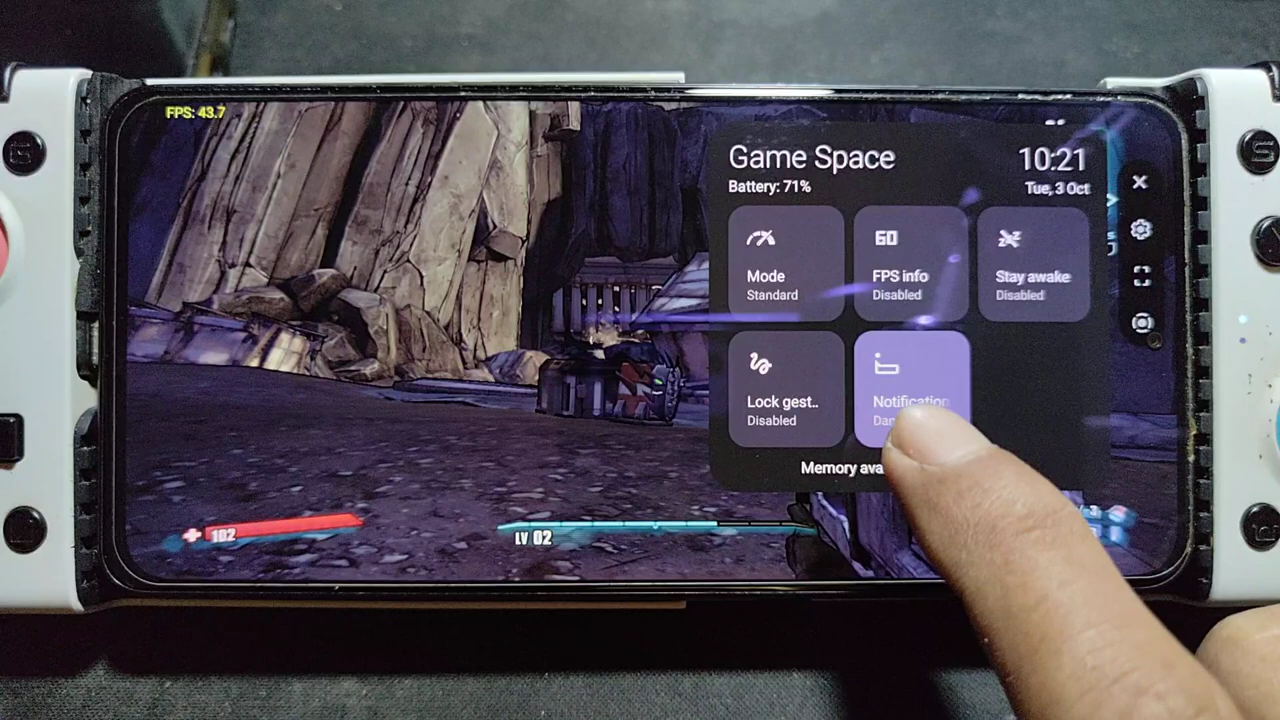 FPS: 43.7
Game Space
10:21
Battery: 71%
Tue, 3 Oct
Mode
Standard
60
FPS info
Disabled
Stay awake
Disabled
Lock gest..
Disabled
Notification
Memory
102
LV 02